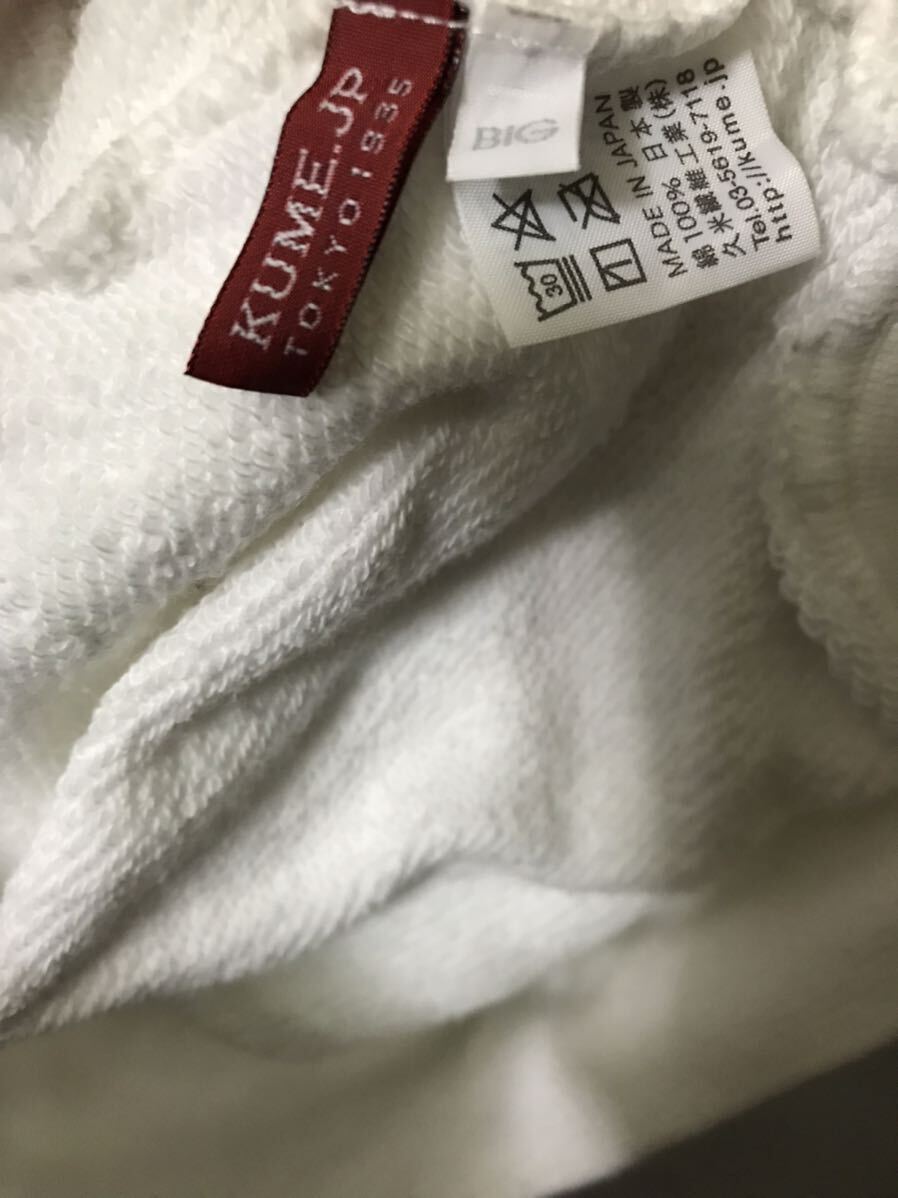 KUME.JP
TOKYO1935
BIG
30
MADE IN JAPAN
綿 100% 日本製
久米繊維工業(株)
Tel.03-5619-7118
http://kume.jp